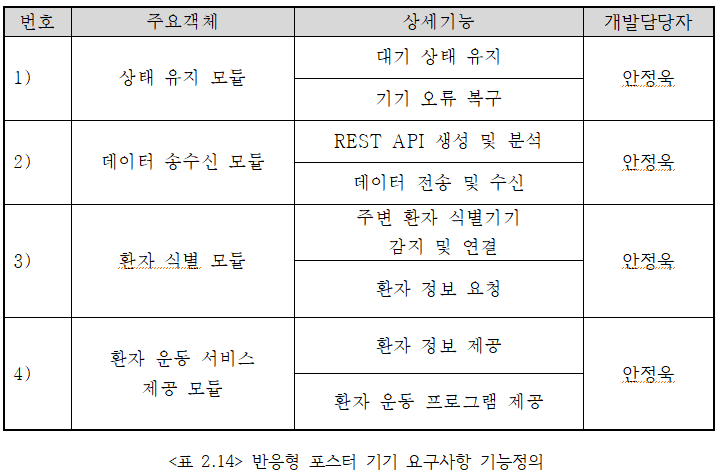 번호 주요객체 상세기능 개발담당자
1) 상태 유지 모듈 대기 상태 유지 안정욱
기기 오류 복구
2) 데이터 송수신 모듈 REST API 생성 및 분석 안정욱
데이터 전송 및 수신
3) 환자 식별 모듈 주변 환자 식별기기 안정욱
감지 및 연결
환자 정보 요청
4) 환자 운동 서비스 환자 정보 제공 안정욱
제공 모듈
환자 운동 프로그램 제공
<표 2.14> 반응형 포스터 기기 요구사항 기능정의